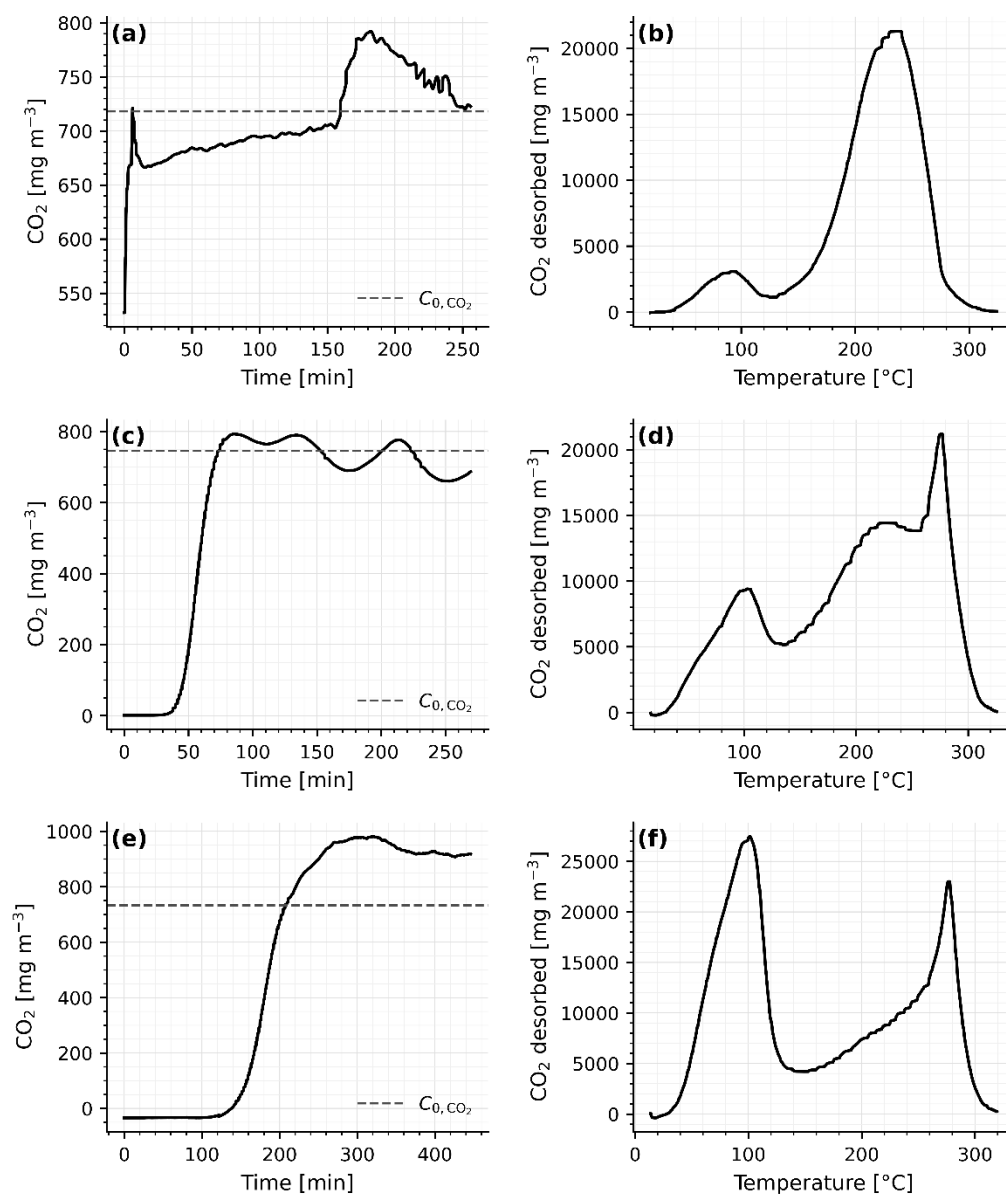 (a)
CO₂ [mg m⁻³]
800
750
700
650
600
550
C₀,CO₂
0 50 100 150 200 250
Time [min]
(b)
CO₂ desorbed [mg m⁻³]
20000
15000
10000
5000
0
100 200 300
Temperature [°C]
(c)
CO₂ [mg m⁻³]
800
600
400
200
0
C₀,CO₂
0 50 100 150 200 250
Time [min]
(d)
CO₂ desorbed [mg m⁻³]
20000
15000
10000
5000
0
100 200 300
Temperature [°C]
(e)
CO₂ [mg m⁻³]
1000
800
600
400
200
0
C₀,CO₂
0 100 200 300 400
Time [min]
(f)
CO₂ desorbed [mg m⁻³]
25000
20000
15000
10000
5000
0
0 100 200 300
Temperature [°C]